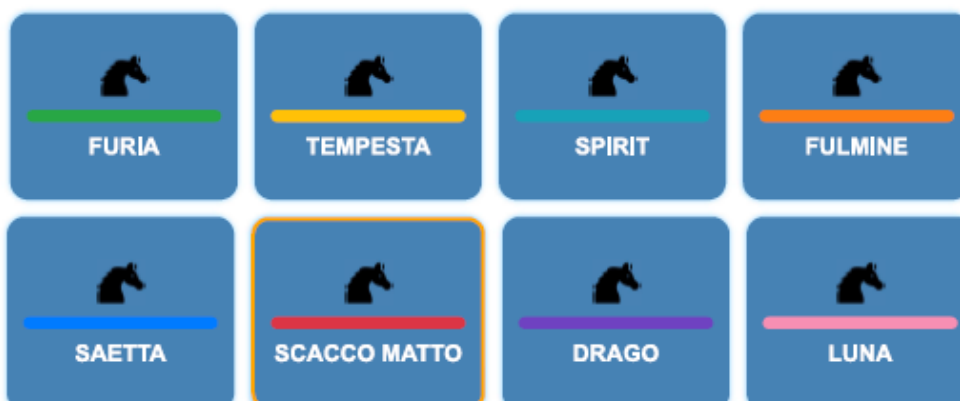 FURIA
TEMPESTA
SPIRIT
FULMINE
SAETTA
SCACCO MATTO
DRAGO
LUNA